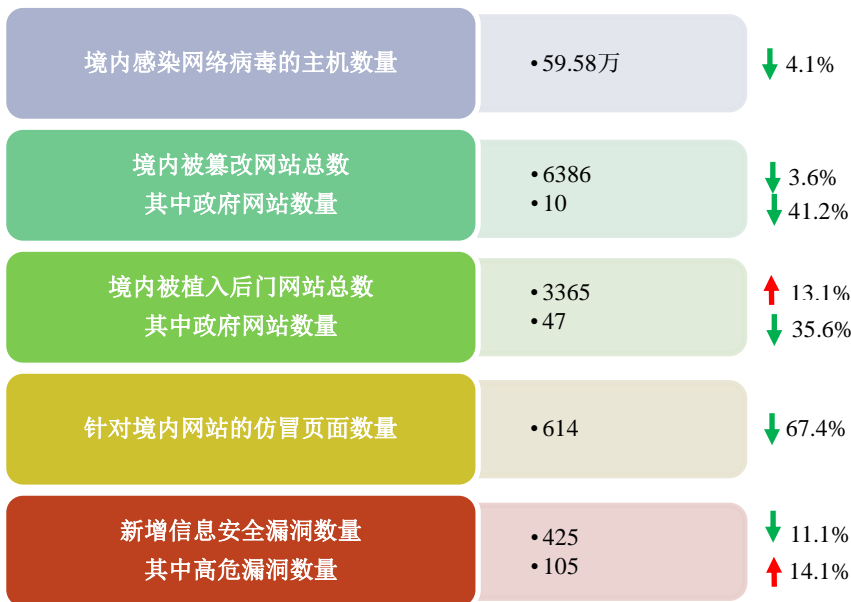 境内感染网络病毒的主机数量
•59.58万
4.1%
境内被篡改网站总数
其中政府网站数量
•6386
•10
3.6%
41.2%
境内被植入后门网站总数
其中政府网站数量
•3365
•47
13.1%
35.6%
针对境内网站的仿冒页面数量
•614
67.4%
新增信息安全漏洞数量
其中高危漏洞数量
•425
•105
11.1%
14.1%